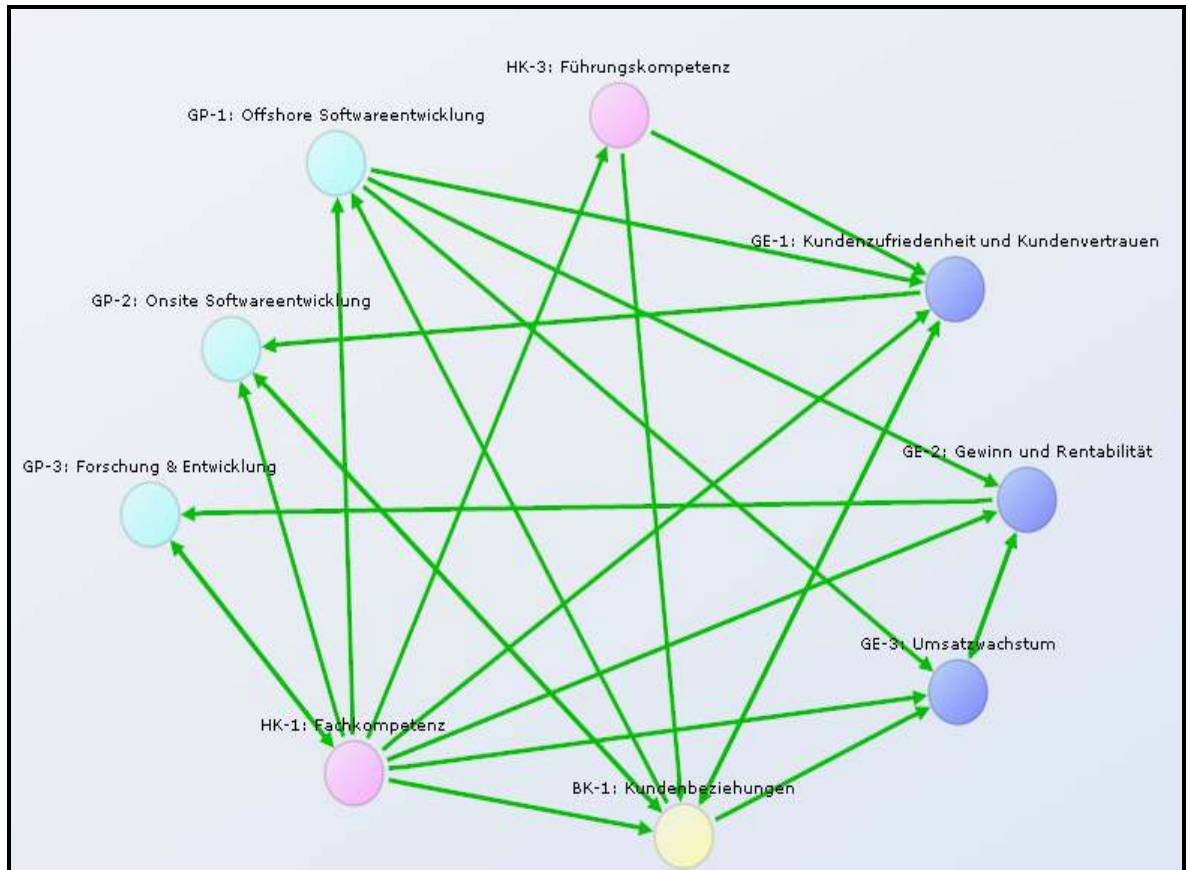 HK-3: Führungskompetenz
GP-1: Offshore Softwareentwicklung
GE-1: Kundenzufriedenheit und Kundenvertrauen
GP-2: Onsite Softwareentwicklung
GE-2: Gewinn und Rentabilität
GP-3: Forschung & Entwicklung
GE-3: Umsatzwachstum
HK-1: Fachkompetenz
BK-1: Kundenbeziehungen